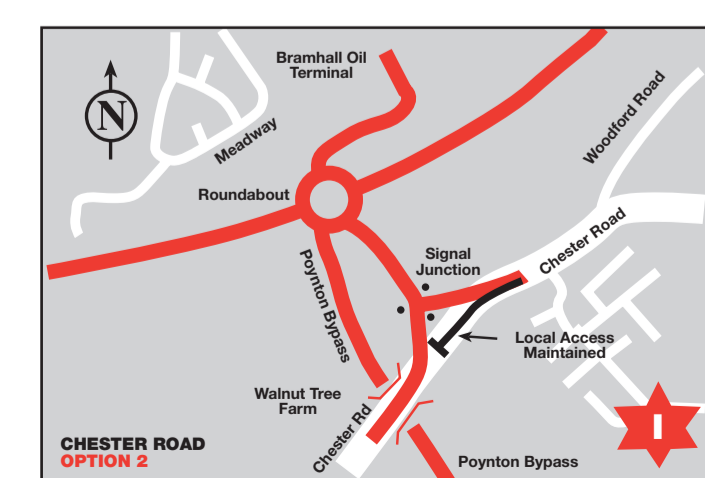 Bramhall Oil
Terminal
N
Meadway
Woodford Road
Roundabout
Chester Road
Signal
Junction
Poynton Bypass
Local Access
Maintained
Walnut Tree
Farm
Chester Rd
CHESTER ROAD
OPTION 2
Poynton Bypass
I